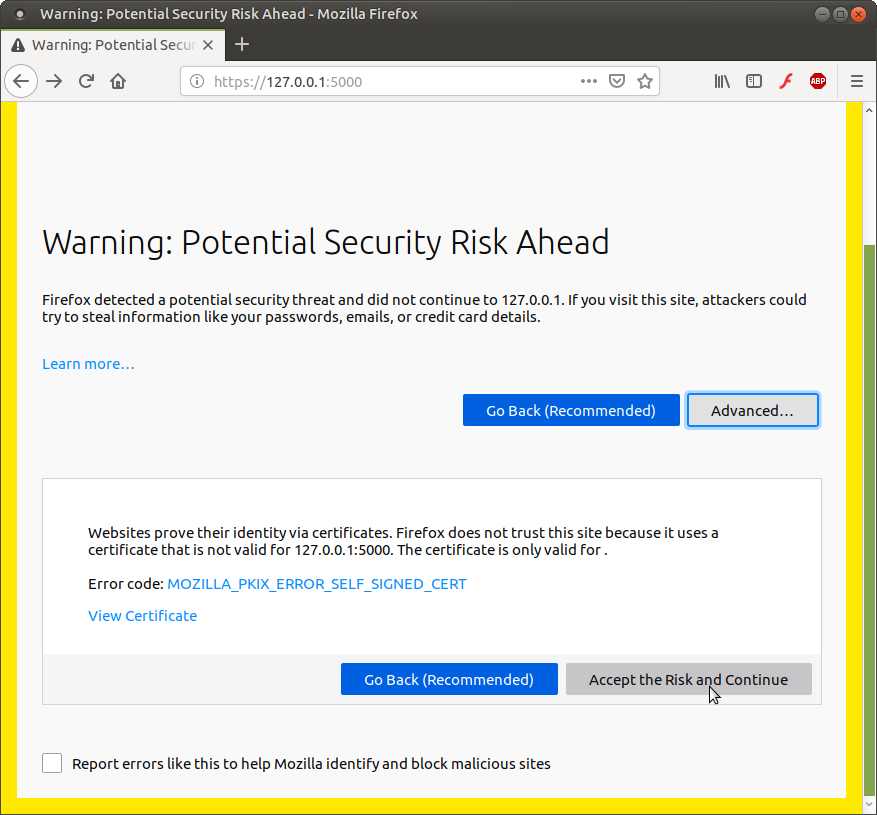 Warning: Potential Security Risk Ahead - Mozilla Firefox
Warning: Potential Secur
https://127.0.0.1:5000
ABP
Warning: Potential Security Risk Ahead
Firefox detected a potential security threat and did not continue to 127.0.0.1. If you visit this site, attackers could
try to steal information like your passwords, emails, or credit card details.
Learn more…
Go Back (Recommended)
Advanced…
Websites prove their identity via certificates. Firefox does not trust this site because it uses a
certificate that is not valid for 127.0.0.1:5000. The certificate is only valid for .
Error code: MOZILLA_PKIX_ERROR_SELF_SIGNED_CERT
View Certificate
Go Back (Recommended)
Accept the Risk and Continue
Report errors like this to help Mozilla identify and block malicious sites